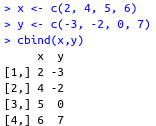 > x <- c(2, 4, 5, 6)
> y <- c(-3, -2, 0, 7)
> cbind(x,y)
     x  y
[1,] 2 -3
[2,] 4 -2
[3,] 5  0
[4,] 6  7